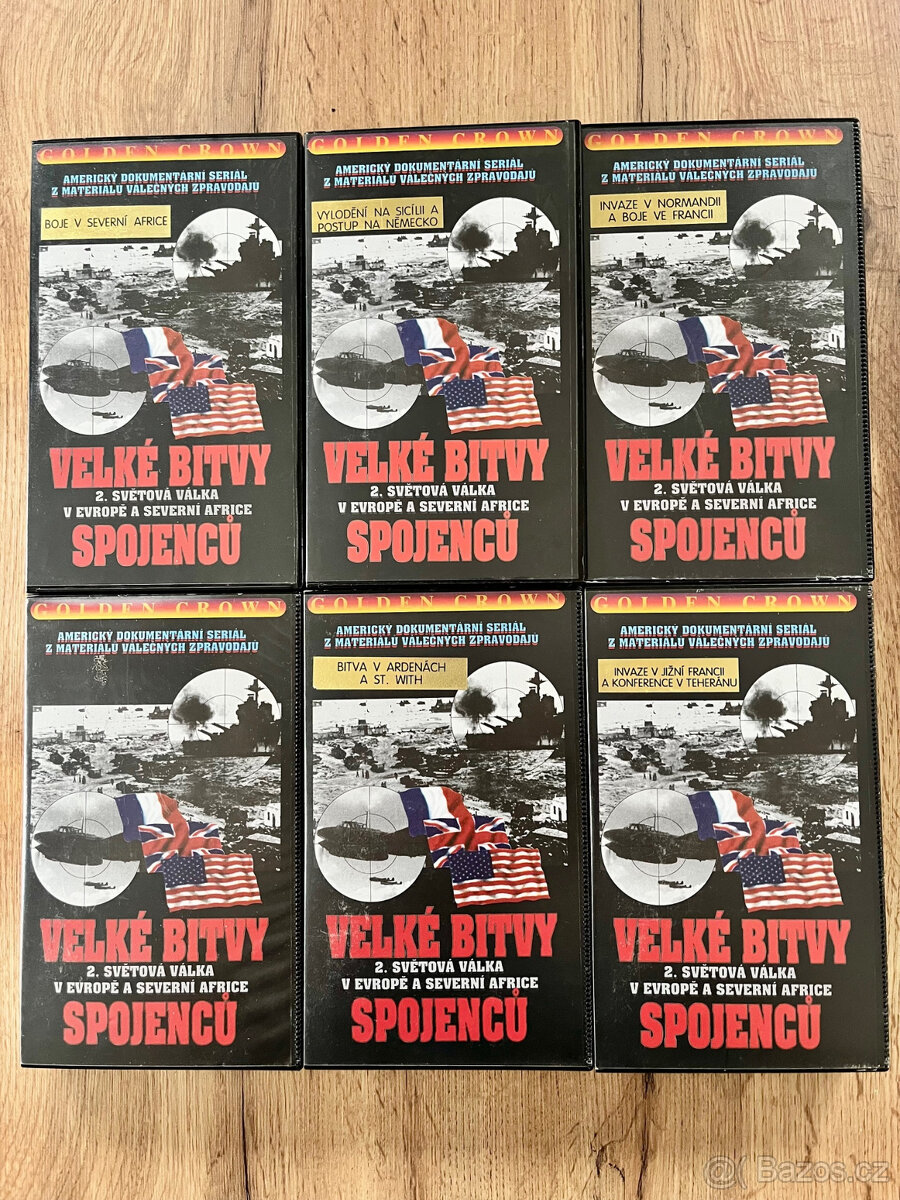 GOLDEN CROWN
AMERICKÝ DOKUMENTÁRNÍ SERIÁL
Z MATERIÁLU VÁLEČNÝCH ZPRAVODAJŮ
BOJE V SEVERNÍ AFRICE
VELKÉ BITVY
2. SVĚTOVÁ VÁLKA
V EVROPĚ A SEVERNÍ AFRICE
SPOJENCŮ
GOLDEN CROWN
AMERICKÝ DOKUMENTÁRNÍ SERIÁL
Z MATERIÁLU VÁLEČNÝCH ZPRAVODAJŮ
VYLODĚNÍ NA SICÍLII A
POSTUP NA NĚMECKO
VELKÉ BITVY
2. SVĚTOVÁ VÁLKA
V EVROPĚ A SEVERNÍ AFRICE
SPOJENCŮ
GOLDEN CROWN
AMERICKÝ DOKUMENTÁRNÍ SERIÁL
Z MATERIÁLU VÁLEČNÝCH ZPRAVODAJŮ
INVAZE V NORMANDII
A BOJE VE FRANCII
VELKÉ BITVY
2. SVĚTOVÁ VÁLKA
V EVROPĚ A SEVERNÍ AFRICE
SPOJENCŮ
GOLDEN CROWN
AMERICKÝ DOKUMENTÁRNÍ SERIÁL
Z MATERIÁLU VÁLEČNÝCH ZPRAVODAJŮ
VELKÉ BITVY
2. SVĚTOVÁ VÁLKA
V EVROPĚ A SEVERNÍ AFRICE
SPOJENCŮ
GOLDEN CROWN
AMERICKÝ DOKUMENTÁRNÍ SERIÁL
Z MATERIÁLU VÁLEČNÝCH ZPRAVODAJŮ
BITVA V ARDENÁCH
A ST. WITH
VELKÉ BITVY
2. SVĚTOVÁ VÁLKA
V EVROPĚ A SEVERNÍ AFRICE
SPOJENCŮ
GOLDEN CROWN
AMERICKÝ DOKUMENTÁRNÍ SERIÁL
Z MATERIÁLU VÁLEČNÝCH ZPRAVODAJŮ
INVAZE V JIŽNÍ FRANCII
A KONFERENCE V TEHERÁNU
VELKÉ BITVY
2. SVĚTOVÁ VÁLKA
V EVROPĚ A SEVERNÍ AFRICE
SPOJENCŮ
Bazos.cz